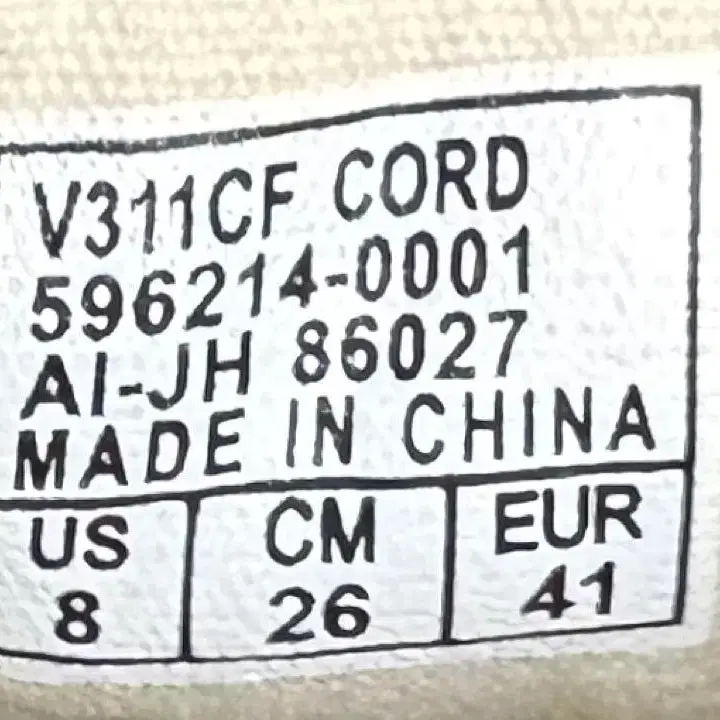 V311CF CORD
596214-0001
AI-JH 86027
MADE IN CHINA
US CM EUR
8 26 41